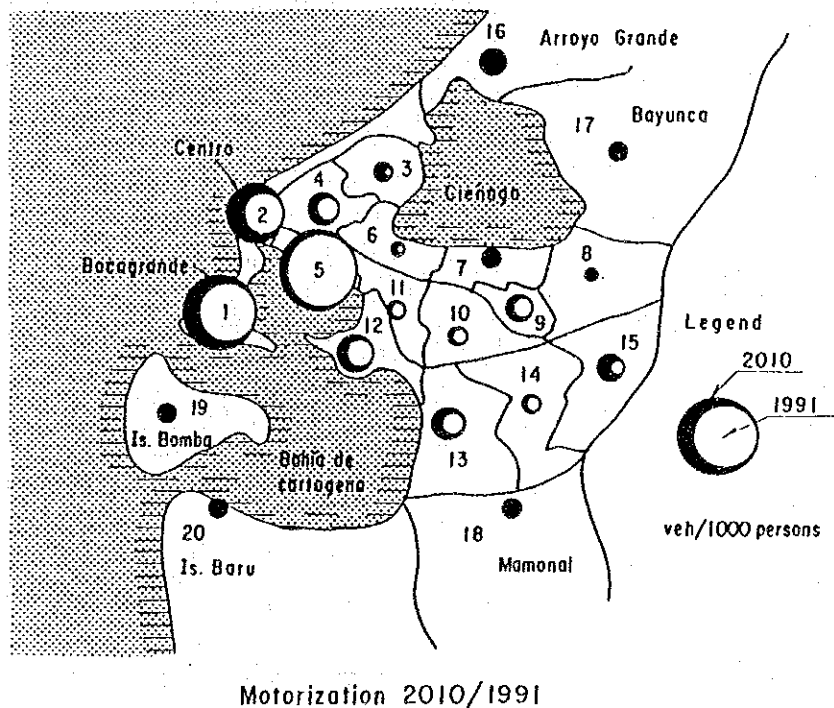 16
Arroyo Grande
17
Bayunca
Centro
3
4
2
Cienaga
6
5
7
8
Bocagrande
1
11
10
9
12
Legend
15
2010
1991
14
19
Is. Bomba
13
Bahia de
cartagena
20
18
veh/1000 persons
Is. Baru
Mamonal
Motorization 2010/1991